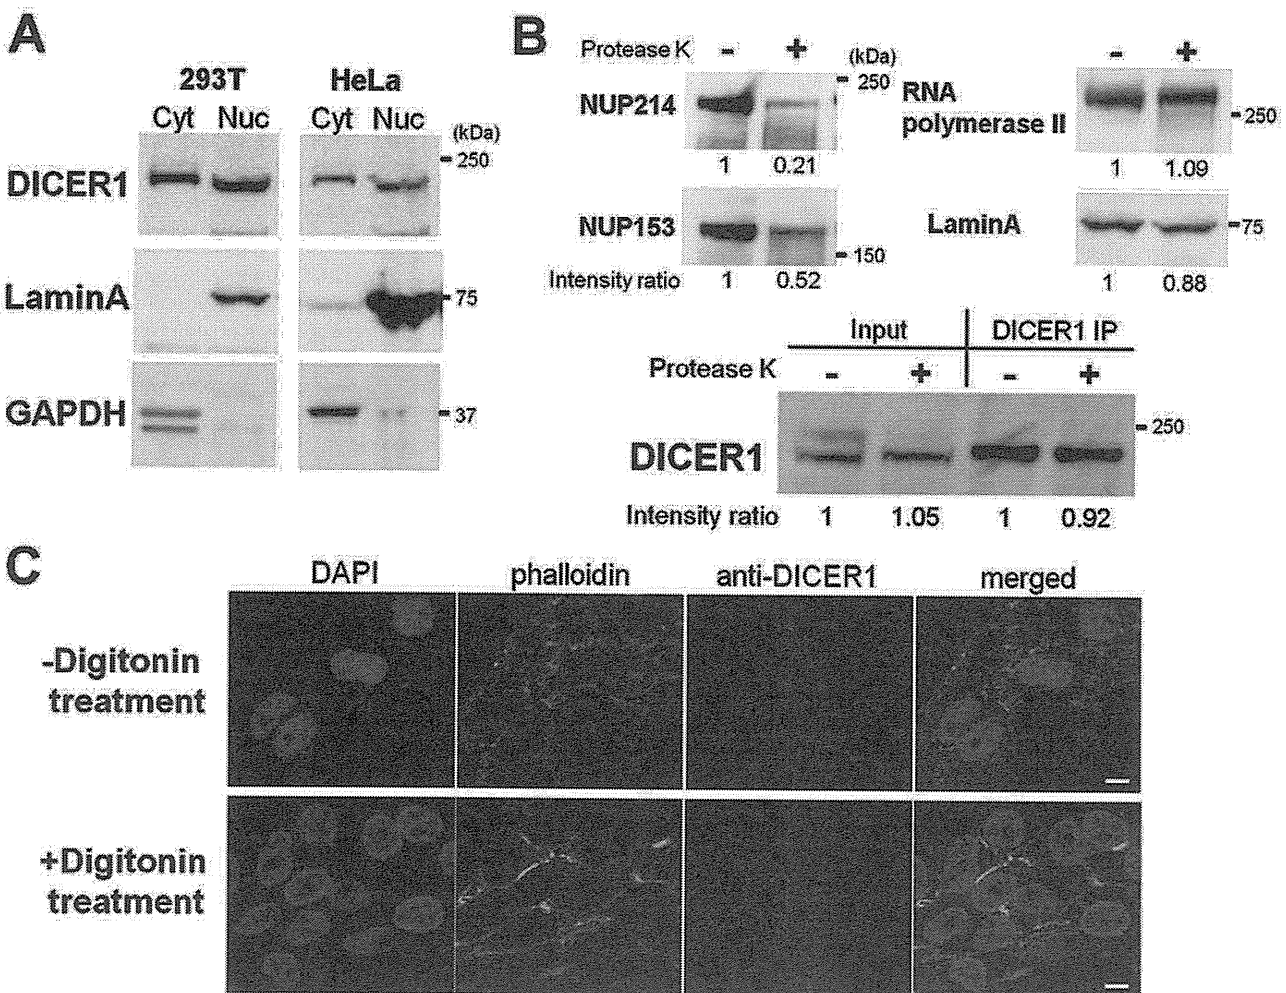 A
293T HeLa
Cyt Nuc Cyt Nuc (kDa)
250
DICER1
LaminA
75
GAPDH
37
B
Protease K - + (kDa)
250
NUP214
1 0.21
NUP153
150
Intensity ratio 1 0.52
- +
RNA
polymerase II
250
1 1.09
LaminA
75
1 0.88
Input DICER1 IP
Protease K - + - +
250
DICER1
Intensity ratio 1 1.05 1 0.92
C
DAPI phalloidin anti-DICER1 merged
-Digitonin
treatment
+Digitonin
treatment